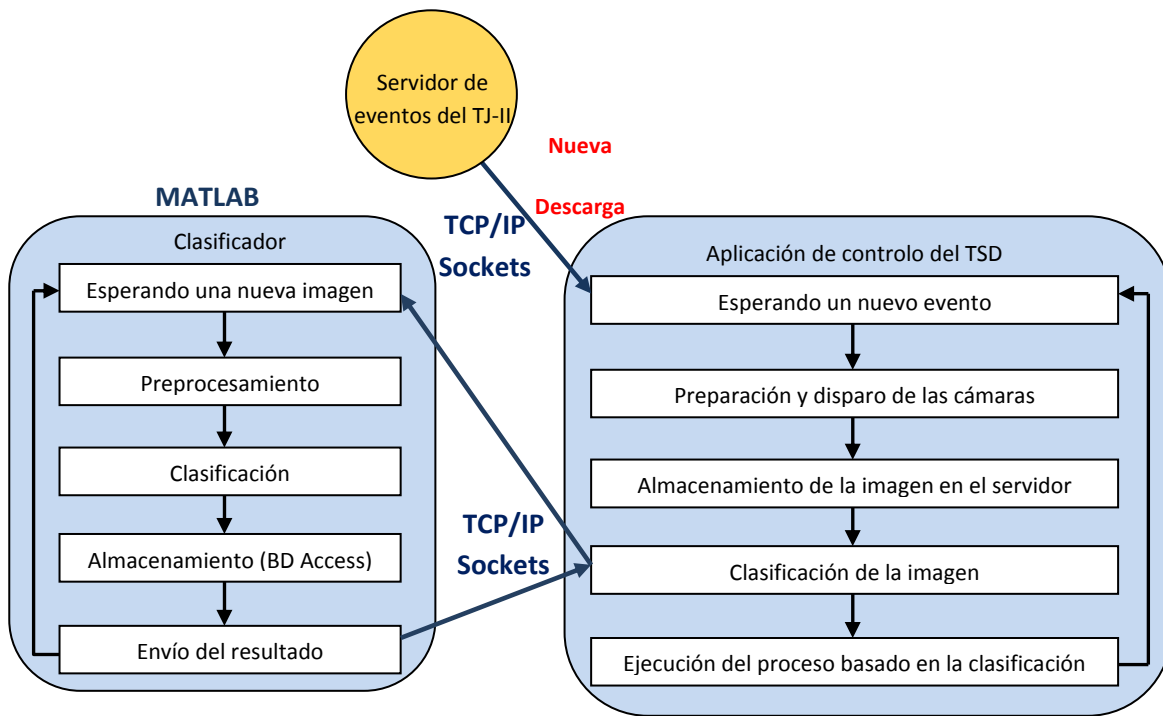 Servidor de
eventos del TJ-II
Nueva
Descarga
TCP/IP
Sockets
MATLAB
Clasificador
Esperando una nueva imagen
Preprocesamiento
Clasificación
Almacenamiento (BD Access)
Envío del resultado
TCP/IP
Sockets
Aplicación de controlo del TSD
Esperando un nuevo evento
Preparación y disparo de las cámaras
Almacenamiento de la imagen en el servidor
Clasificación de la imagen
Ejecución del proceso basado en la clasificación